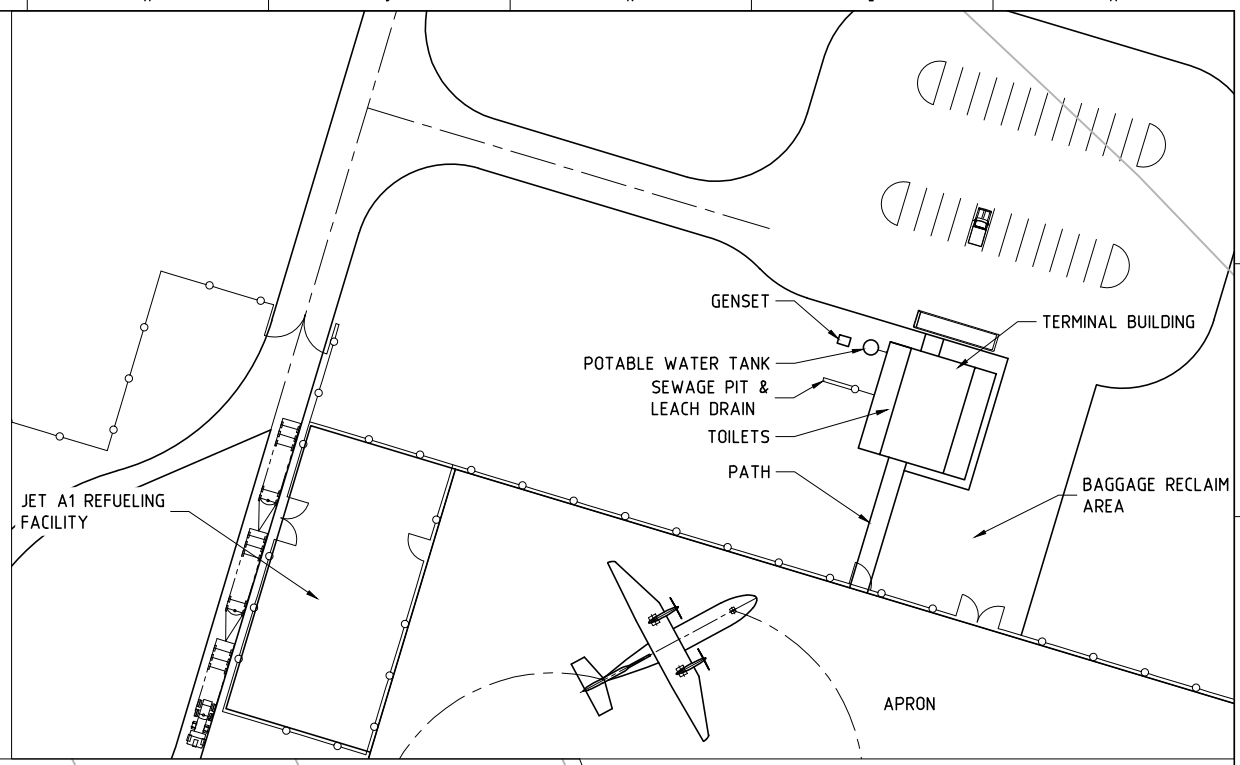 GENSET
TERMINAL BUILDING
POTABLE WATER TANK
SEWAGE PIT &
LEACH DRAIN
TOILETS
PATH
BAGGAGE RECLAIM
AREA
JET A1 REFUELING
FACILITY
APRON